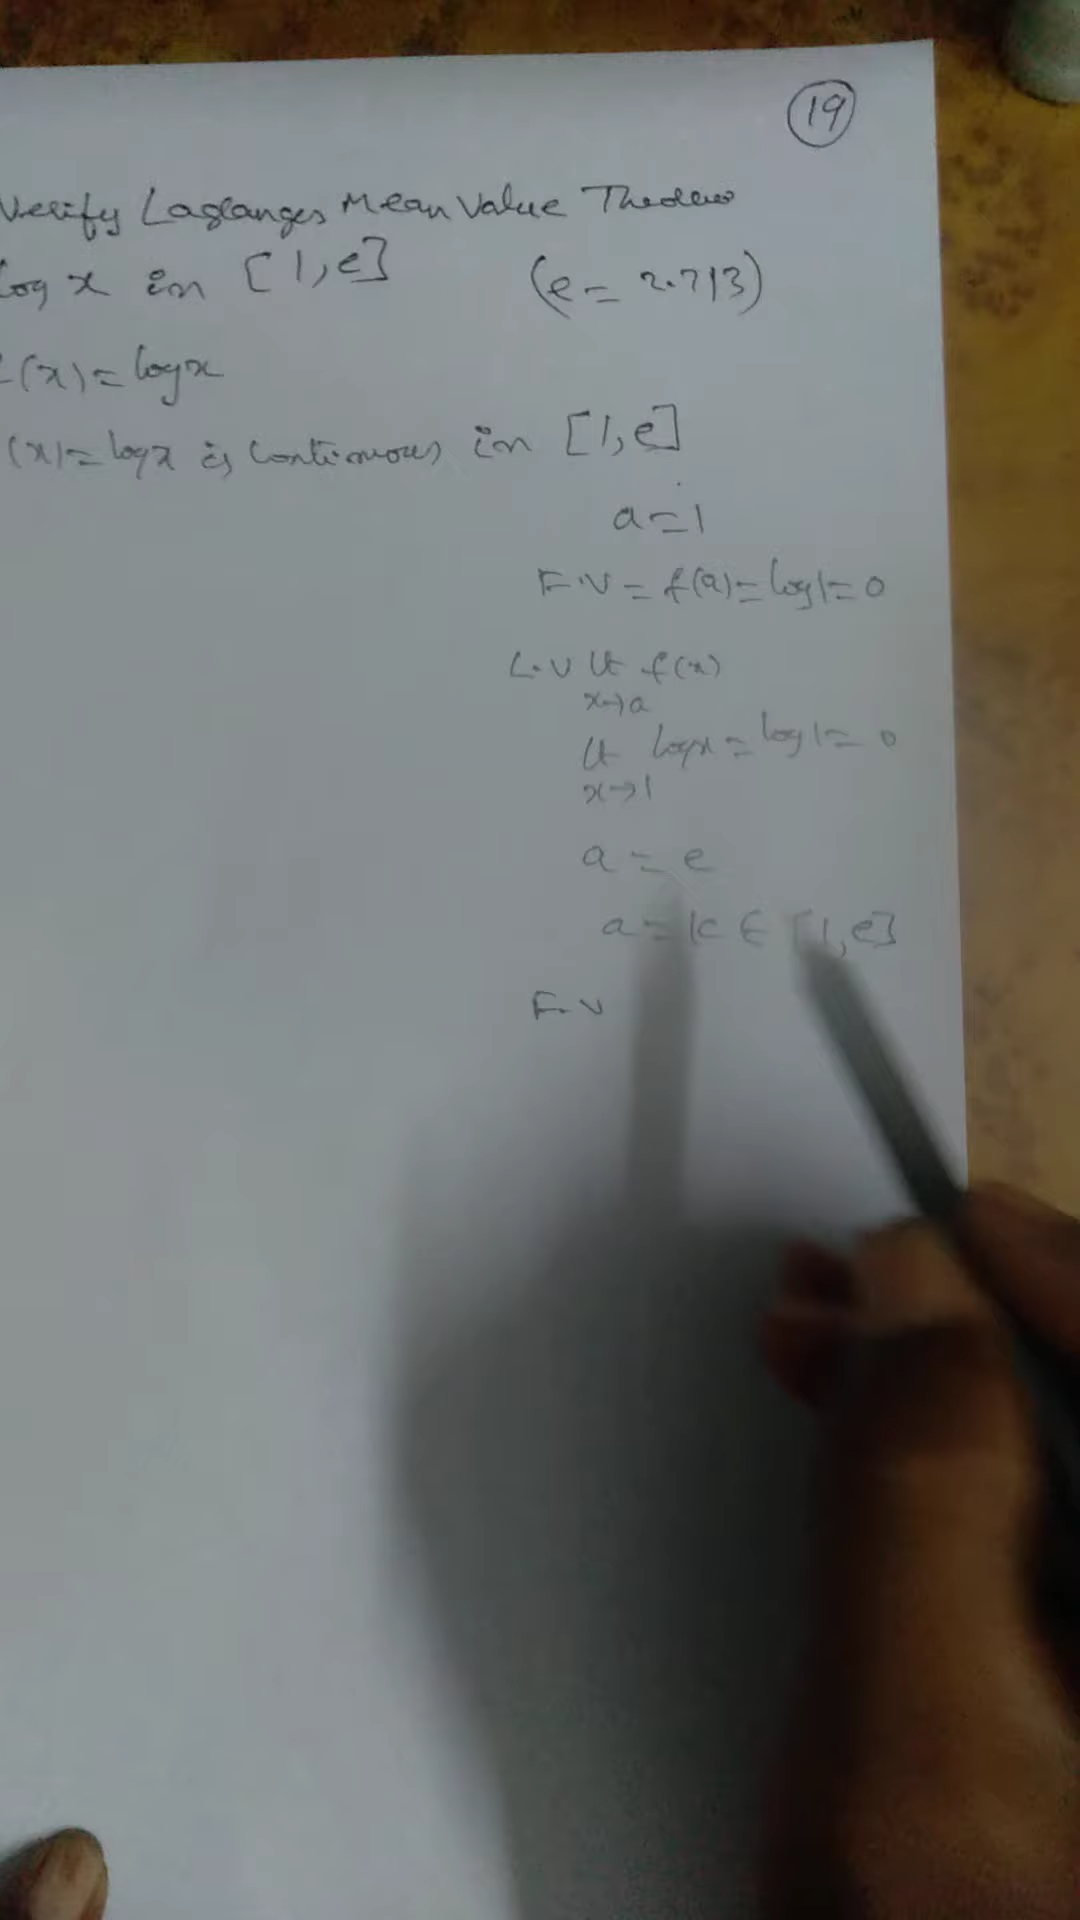 19
Verify Lagranges Mean Value Theorem
log x in [1,e] (e = 2.713)
(x) = log x
(x) = log x is continuous in [1,e]
a = 1
F.V = f(a) = log 1 = 0
L.V Lt f(x)
x→a
Lt log x = log 1 = 0
x→1
a = e
a = k ∈ [1,e]
F.V